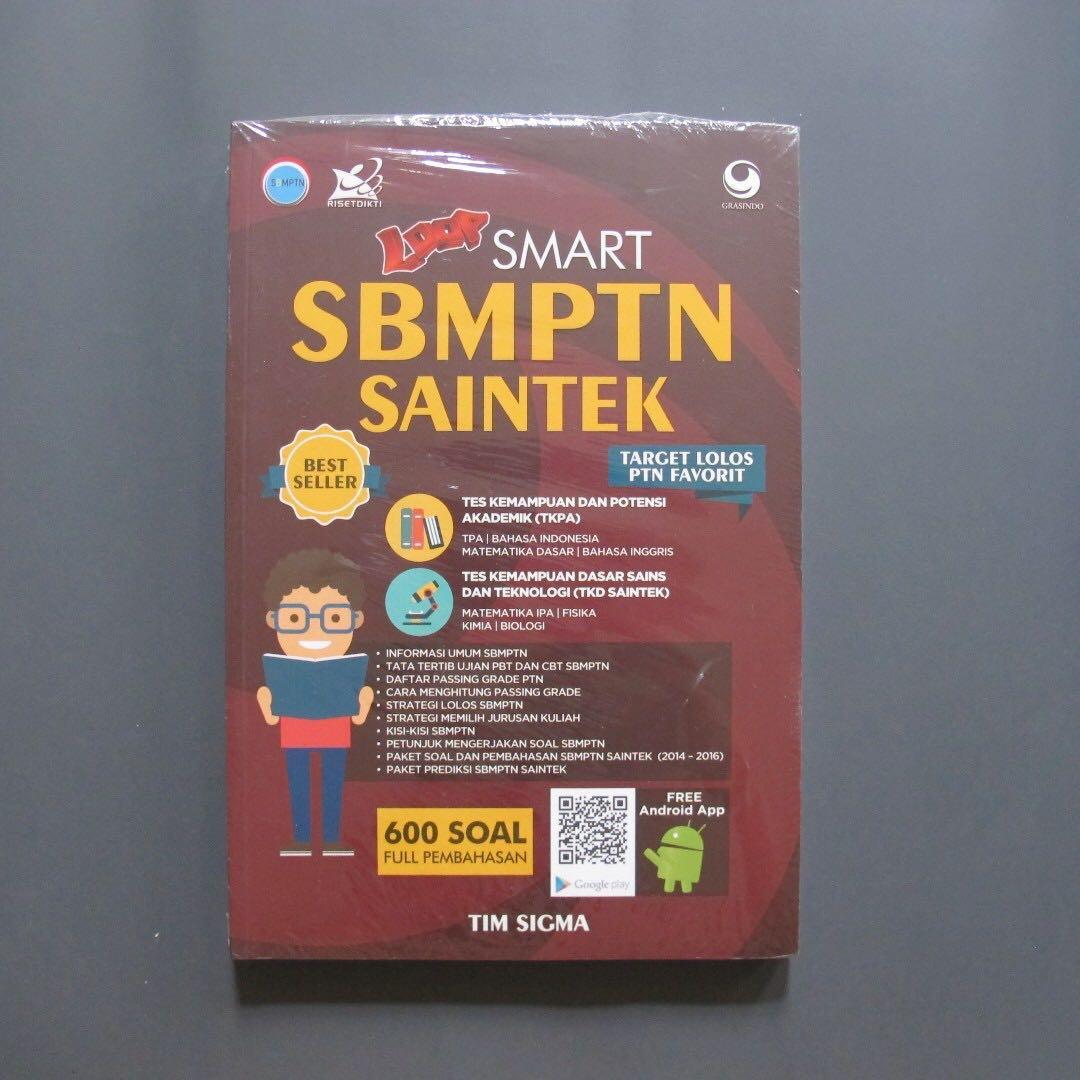 SBMPTN
RISETDIKTI
GRASINDO
LOOP SMART
SBMPTN
SAINTEK
BEST
SELLER
TARGET LOLOS
PTN FAVORIT
TES KEMAMPUAN DAN POTENSI
AKADEMIK (TKPA)
TPA | BAHASA INDONESIA
MATEMATIKA DASAR | BAHASA INGGRIS
TES KEMAMPUAN DASAR SAINS
DAN TEKNOLOGI (TKD SAINTEK)
MATEMATIKA IPA | FISIKA
KIMIA | BIOLOGI
• INFORMASI UMUM SBMPTN
• TATA TERTIB UJIAN PBT DAN CBT SBMPTN
• DAFTAR PASSING GRADE PTN
• CARA MENGHITUNG PASSING GRADE
• STRATEGI LOLOS SBMPTN
• STRATEGI MEMILIH JURUSAN KULIAH
• KISI-KISI SBMPTN
• PETUNJUK MENGERJAKAN SOAL SBMPTN
• PAKET SOAL DAN PEMBAHASAN SBMPTN SAINTEK (2014 – 2016)
• PAKET PREDIKSI SBMPTN SAINTEK
600 SOAL
FULL PEMBAHASAN
Google play
FREE
Android App
TIM SIGMA